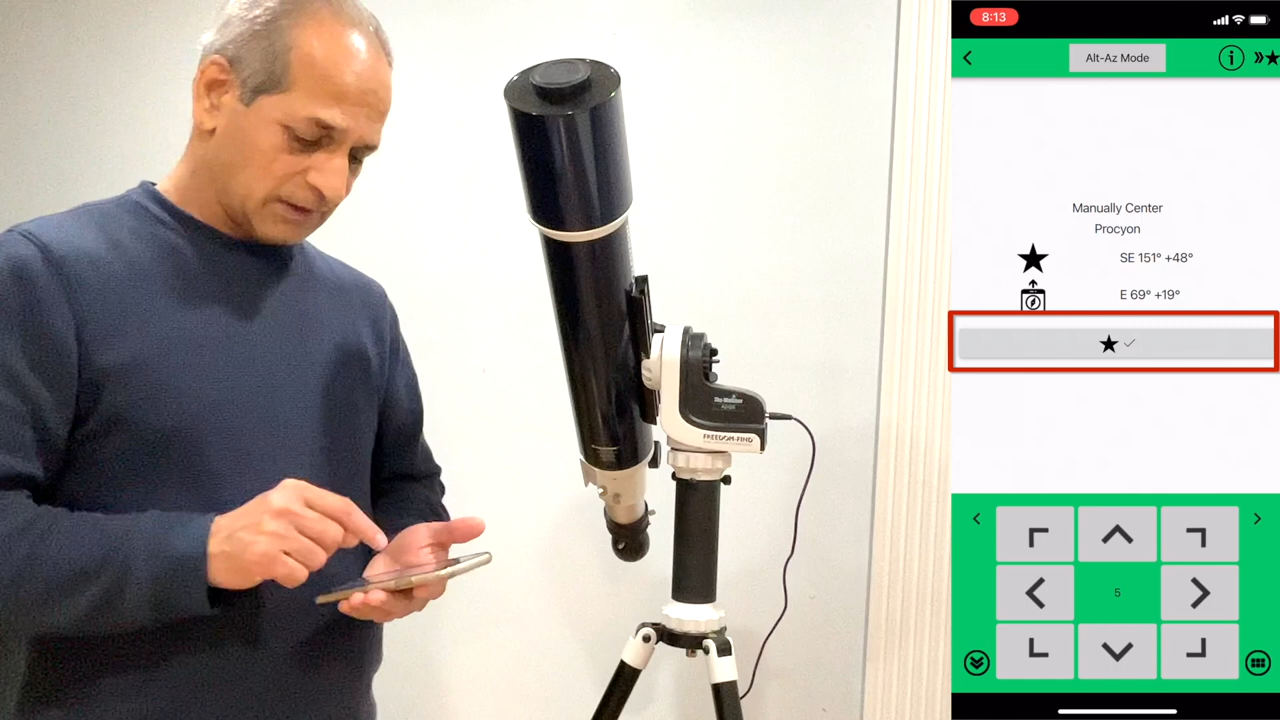 8:13
Alt-Az Mode
Manually Center
Procyon
SE 151° +48°
E 69° +19°
FREEDOM-FIND
5